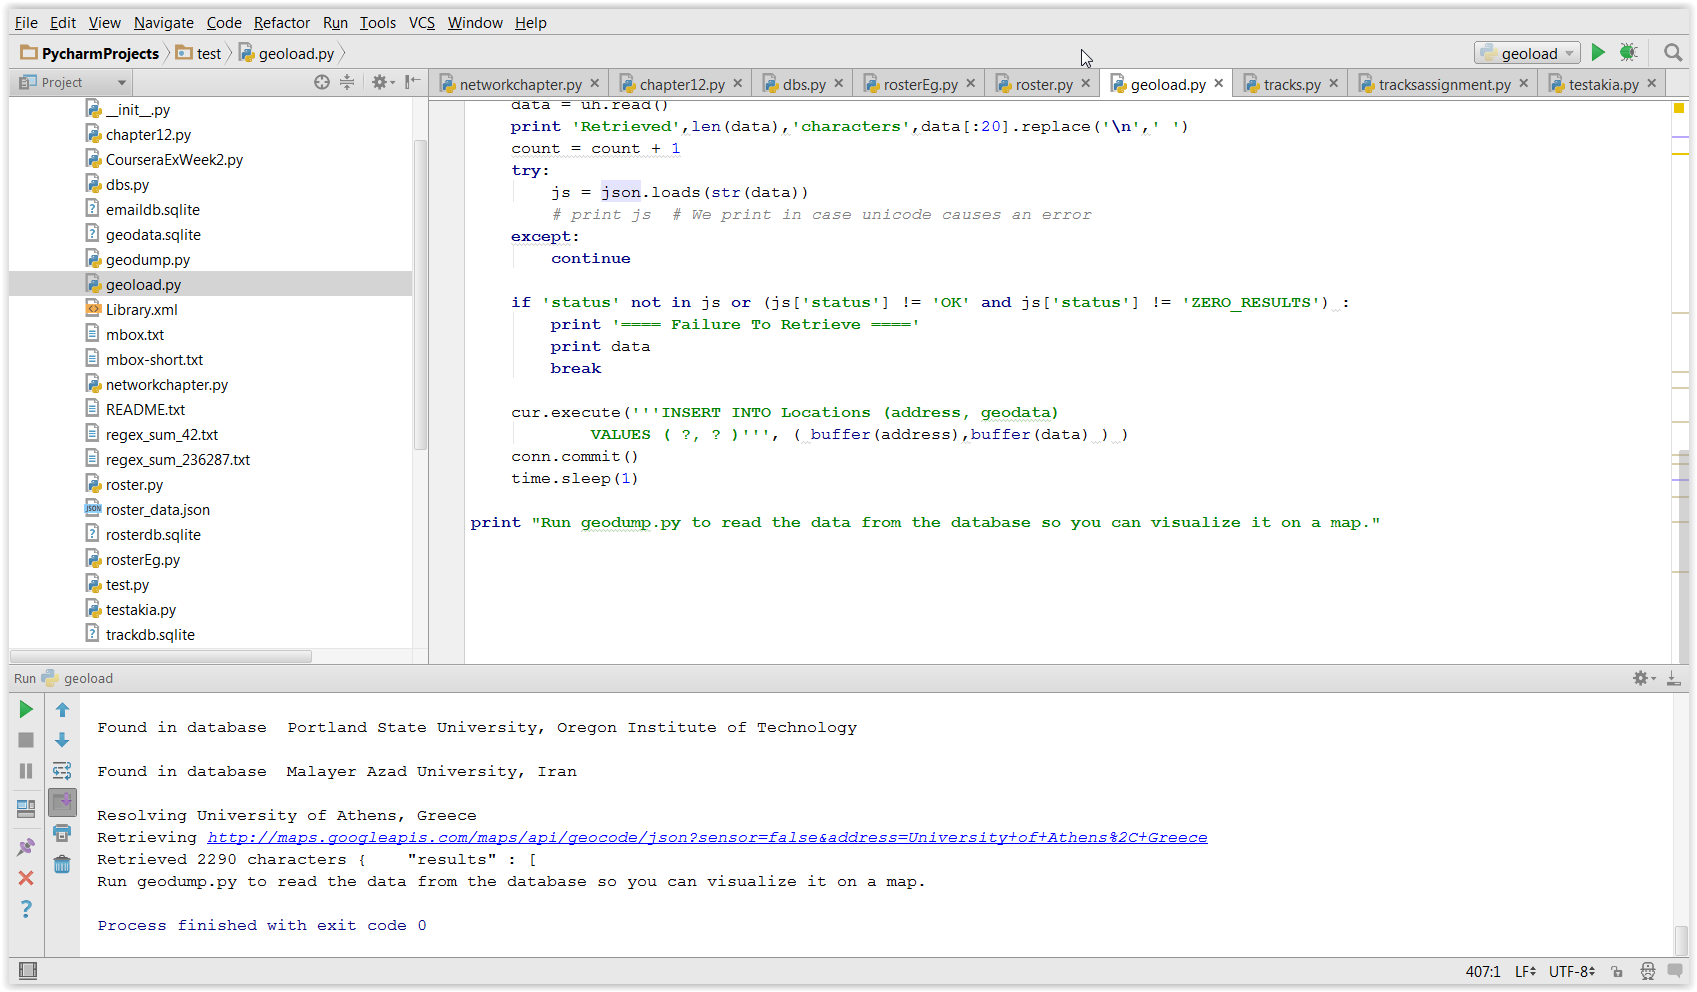 File Edit View Navigate Code Refactor Run Tools VCS Window Help
PycharmProjects test geoload.py
geoload
Project
networkchapter.py chapter12.py dbs.py rosterEg.py roster.py geoload.py tracks.py tracksassignment.py testakia.py
__init__.py
chapter12.py
CourseraExWeek2.py
dbs.py
emaildb.sqlite
geodata.sqlite
geodump.py
geoload.py
Library.xml
mbox.txt
mbox-short.txt
networkchapter.py
README.txt
regex_sum_42.txt
regex_sum_236287.txt
roster.py
roster_data.json
rosterdb.sqlite
rosterEg.py
test.py
testakia.py
trackdb.sqlite
data = uh.read()
print 'Retrieved',len(data),'characters',data[:20].replace('\n',' ')
count = count + 1
try:
js = json.loads(str(data))
# print js  # We print in case unicode causes an error
except:
continue
if 'status' not in js or (js['status'] != 'OK' and js['status'] != 'ZERO_RESULTS') :
print '==== Failure To Retrieve ===='
print data
break
cur.execute('''INSERT INTO Locations (address, geodata)
VALUES ( ?, ? )''', ( buffer(address),buffer(data) ) )
conn.commit()
time.sleep(1)
print "Run geodump.py to read the data from the database so you can visualize it on a map."
Run geoload
Found in database  Portland State University, Oregon Institute of Technology
Found in database  Malayer Azad University, Iran
Resolving University of Athens, Greece
Retrieving http://maps.googleapis.com/maps/api/geocode/json?sensor=false&address=University+of+Athens%2C+Greece
Retrieved 2290 characters {    "results" : [
Run geodump.py to read the data from the database so you can visualize it on a map.
Process finished with exit code 0
407:1 LF UTF-8